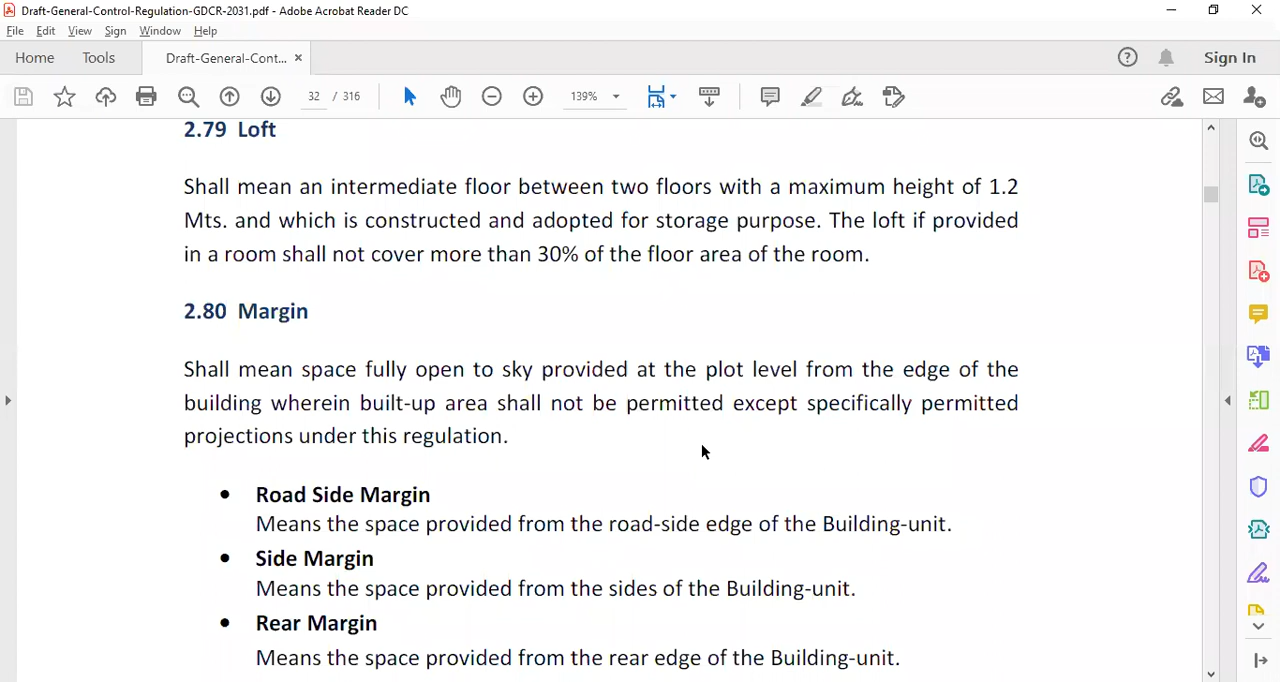 Draft-General-Control-Regulation-GDCR-2031.pdf - Adobe Acrobat Reader DC
File Edit View Sign Window Help
Home Tools Draft-General-Cont... × Sign In
32 / 316 139%
2.79 Loft
Shall mean an intermediate floor between two floors with a maximum height of 1.2
Mts. and which is constructed and adopted for storage purpose. The loft if provided
in a room shall not cover more than 30% of the floor area of the room.
2.80 Margin
Shall mean space fully open to sky provided at the plot level from the edge of the
building wherein built-up area shall not be permitted except specifically permitted
projections under this regulation.
• Road Side Margin
Means the space provided from the road-side edge of the Building-unit.
• Side Margin
Means the space provided from the sides of the Building-unit.
• Rear Margin
Means the space provided from the rear edge of the Building-unit.